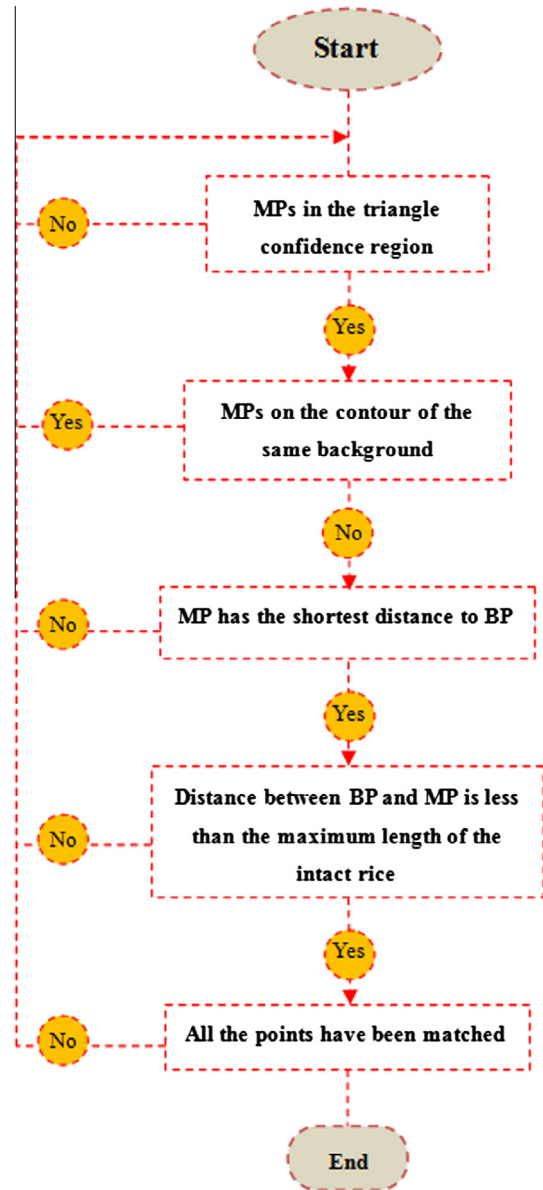 Start
MPs in the triangle
confidence region
No
Yes
MPs on the contour of the
same background
Yes
No
MP has the shortest distance to BP
No
Yes
Distance between BP and MP is less
than the maximum length of the
intact rice
No
Yes
All the points have been matched
No
End